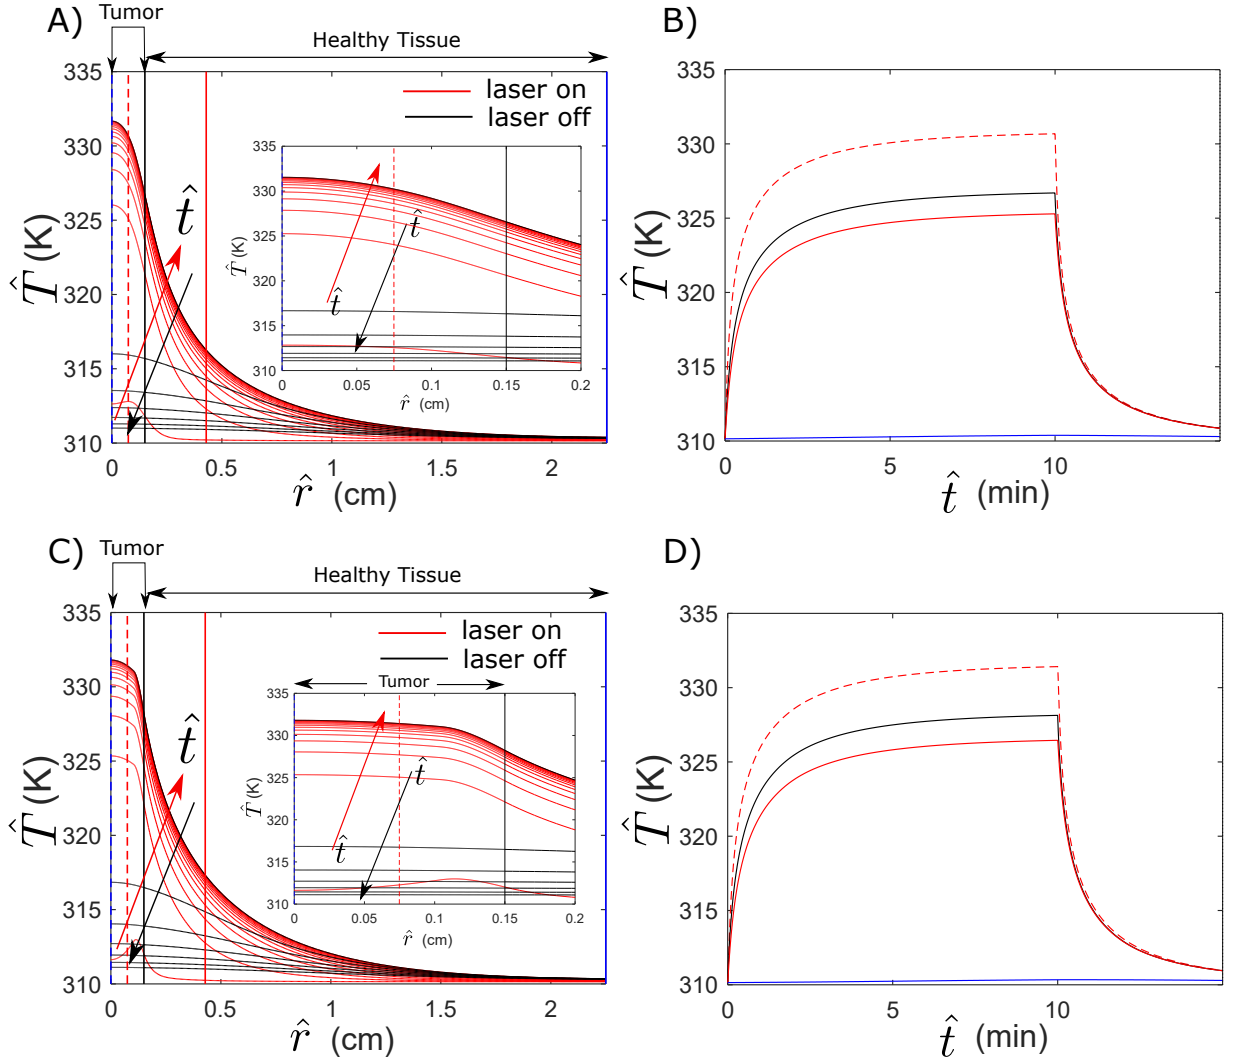 A)
Tumor
Healthy Tissue
laser on
laser off
335
330
325
320
315
310
T̂ (K)
t̂
0
0.5
1
1.5
2
r̂ (cm)
335
330
325
320
315
310
T̂ (K)
t̂
t̂
0
0.05
0.1
0.15
0.2
r̂ (cm)
B)
335
330
325
320
315
310
T̂ (K)
0
5
10
t̂ (min)
C)
Tumor
Healthy Tissue
laser on
laser off
335
330
325
320
315
310
T̂ (K)
t̂
0
0.5
1
1.5
2
r̂ (cm)
Tumor
335
330
325
320
315
310
T̂ (K)
t̂
t̂
0
0.05
0.1
0.15
0.2
r̂ (cm)
D)
335
330
325
320
315
310
T̂ (K)
0
5
10
t̂ (min)